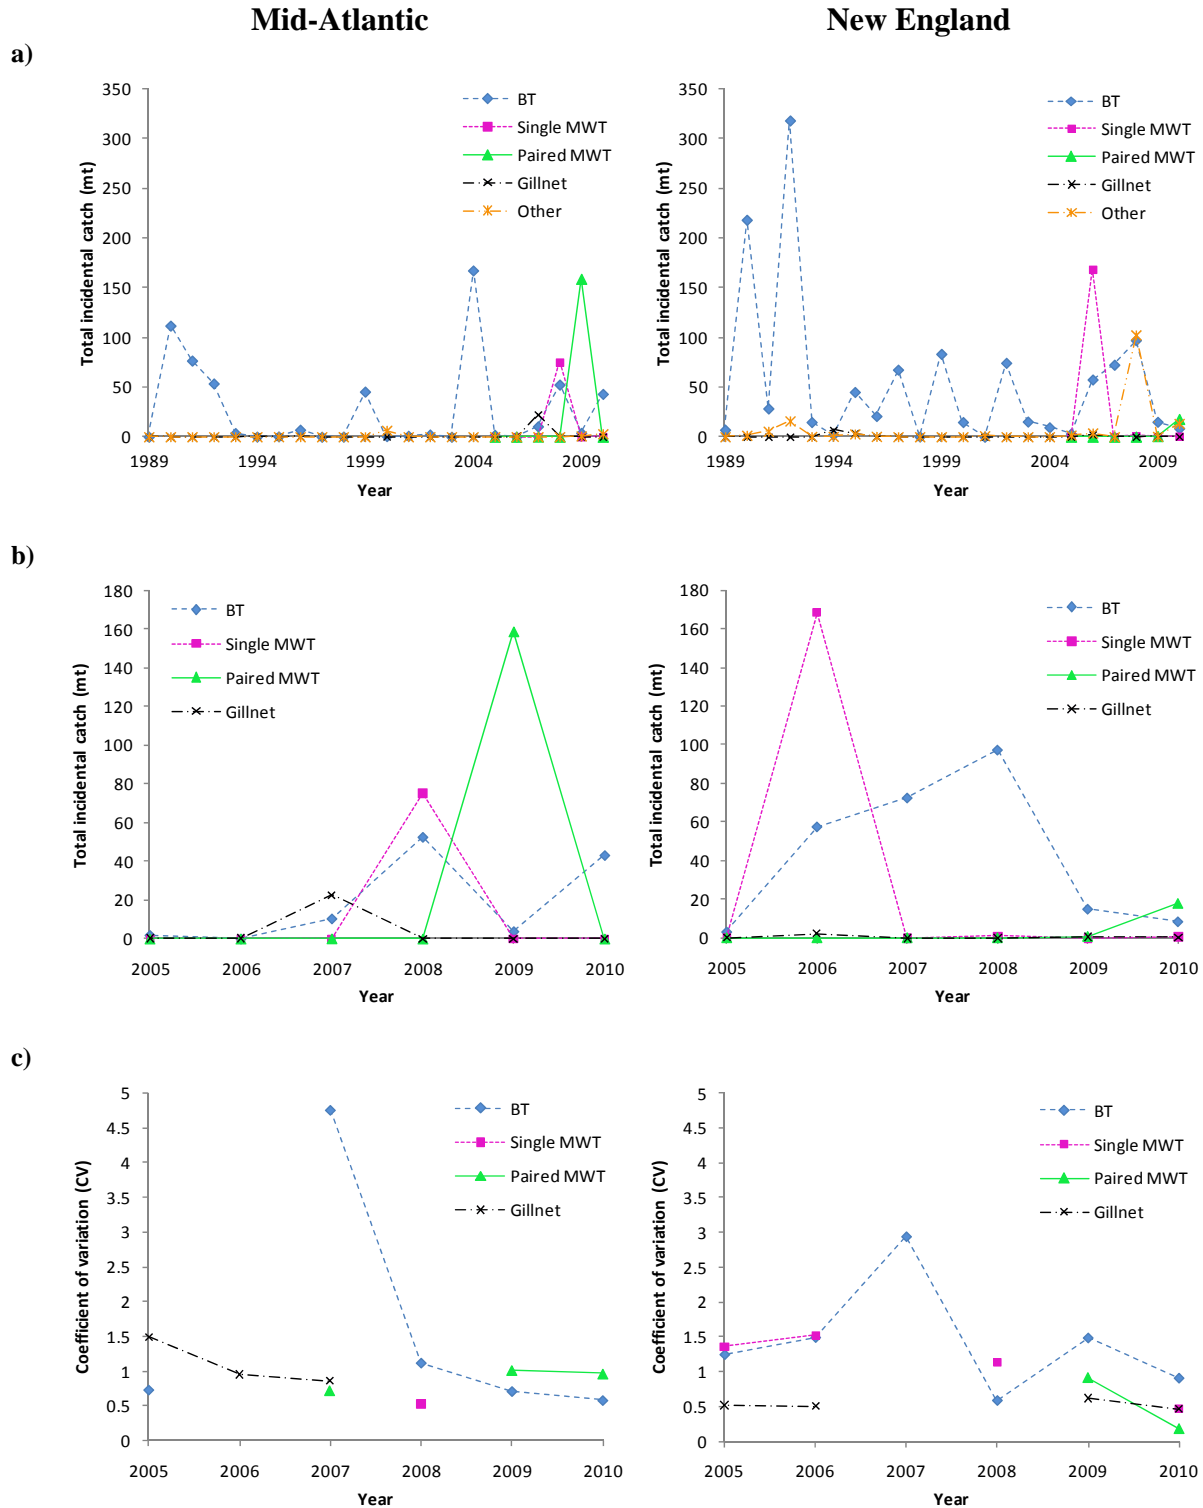 Mid-Atlantic
New England
a)
Total incidental catch (mt)
350
300
250
200
150
100
50
0
1989
1994
1999
2004
2009
Year
BT
Single MWT
Paired MWT
Gillnet
Other
Total incidental catch (mt)
350
300
250
200
150
100
50
0
1989
1994
1999
2004
2009
Year
BT
Single MWT
Paired MWT
Gillnet
Other
b)
Total incidental catch (mt)
180
160
140
120
100
80
60
40
20
0
2005
2006
2007
2008
2009
2010
Year
BT
Single MWT
Paired MWT
Gillnet
Total incidental catch (mt)
180
160
140
120
100
80
60
40
20
0
2005
2006
2007
2008
2009
2010
Year
BT
Single MWT
Paired MWT
Gillnet
c)
Coefficient of variation (CV)
5
4.5
4
3.5
3
2.5
2
1.5
1
0.5
0
2005
2006
2007
2008
2009
2010
Year
BT
Single MWT
Paired MWT
Gillnet
Coefficient of variation (CV)
5
4.5
4
3.5
3
2.5
2
1.5
1
0.5
0
2005
2006
2007
2008
2009
2010
Year
BT
Single MWT
Paired MWT
Gillnet